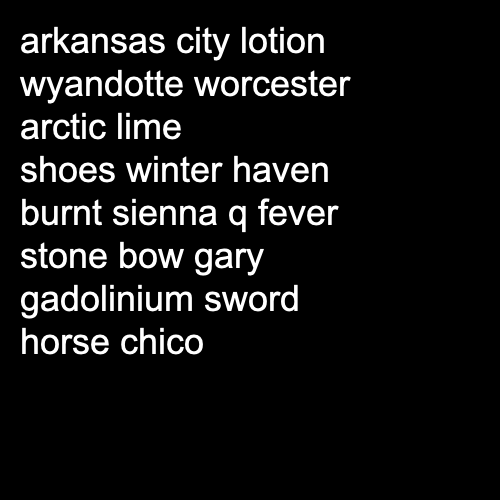 arkansas city lotion
wyandotte worcester
arctic lime
shoes winter haven
burnt sienna q fever
stone bow gary
gadolinium sword
horse chico